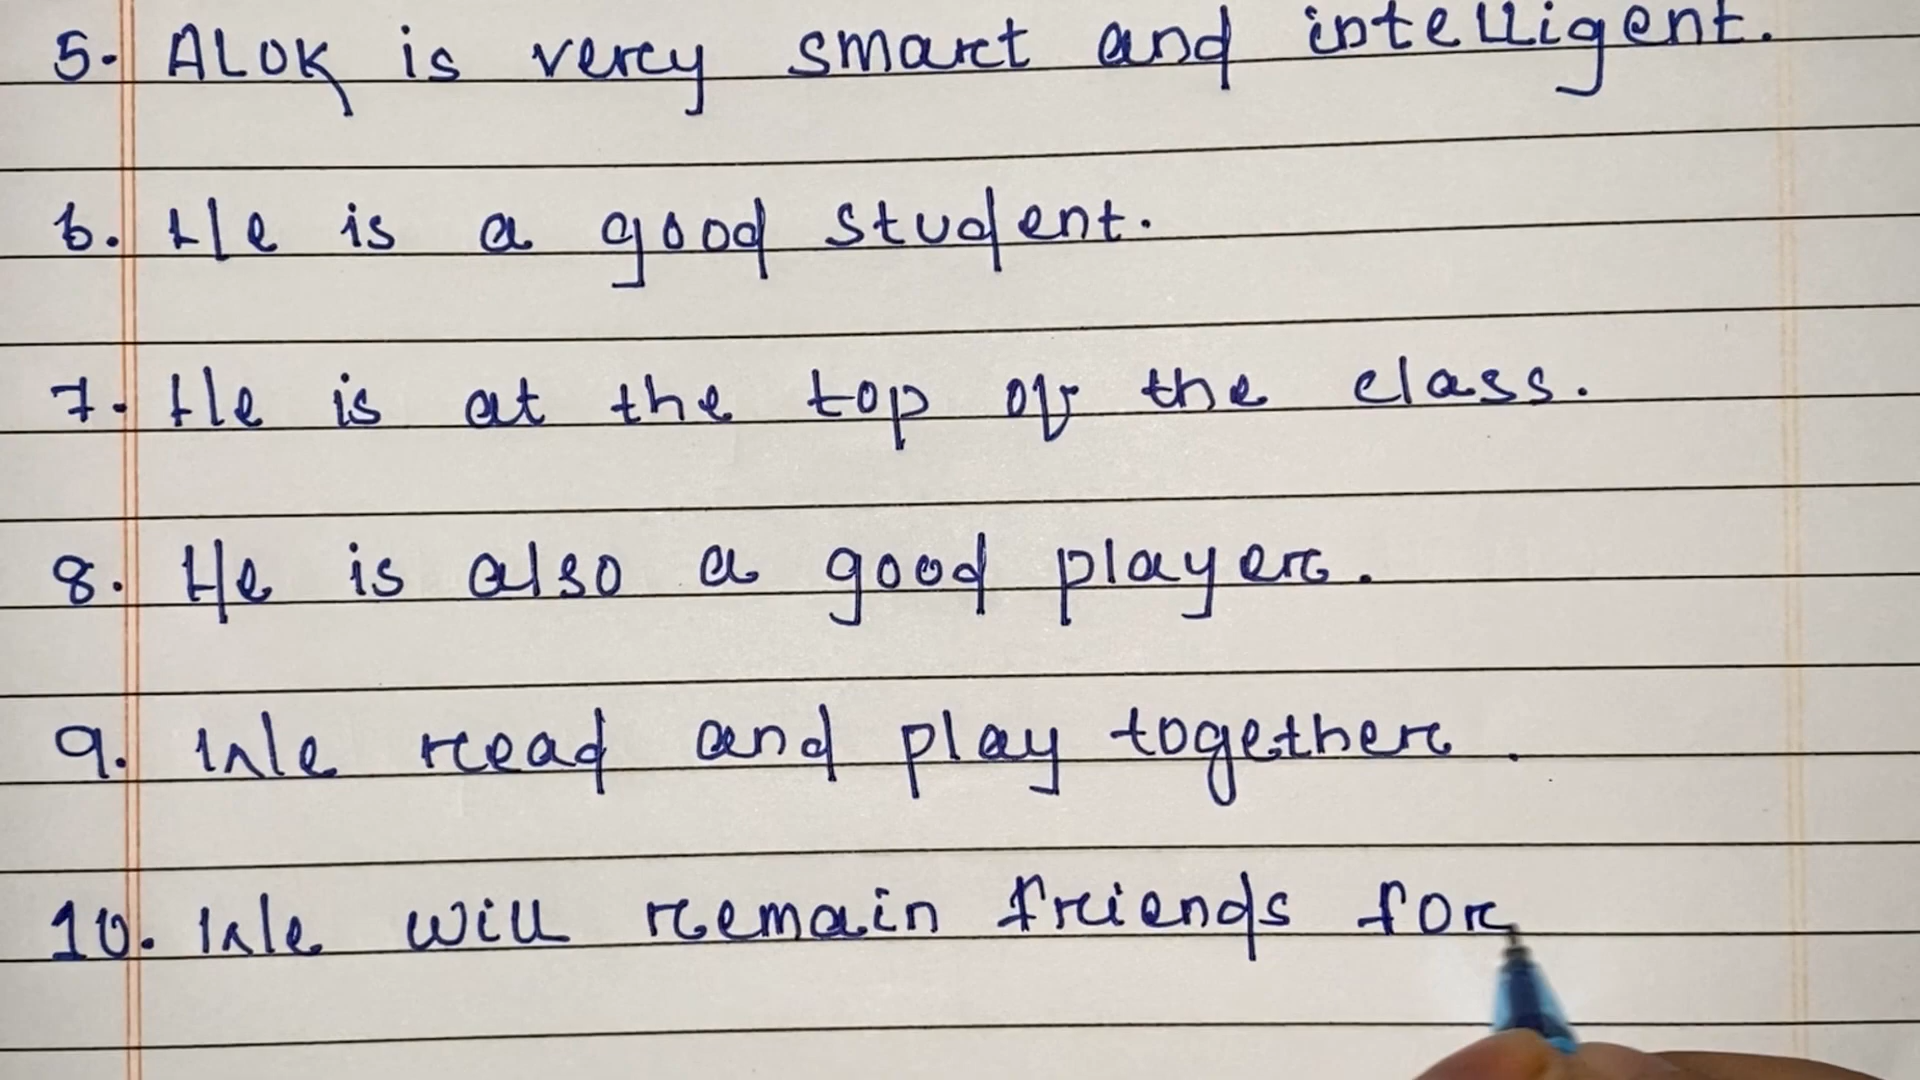 5. Alok is very smart and intelligent.
6. He is a good student.
7. He is at the top of the class.
8. He is also a good player.
9. We read and play together.
10. We will remain friends for